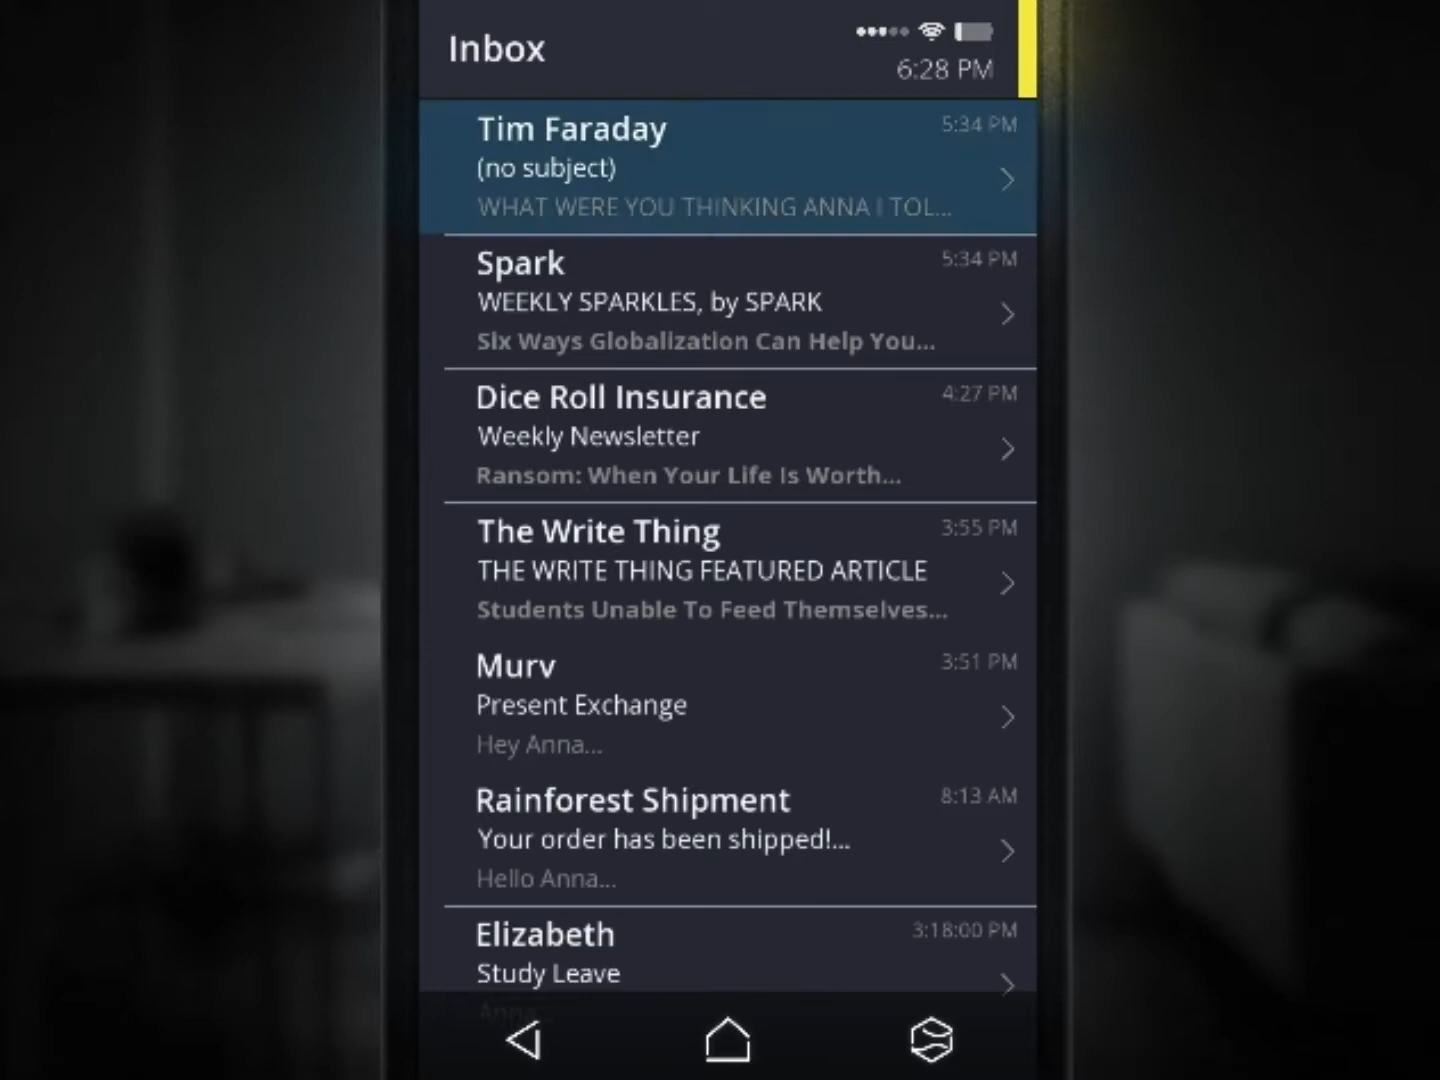 Inbox
6:28 PM
Tim Faraday
5:34 PM
(no subject)
WHAT WERE YOU THINKING ANNA I TOL...
Spark
5:34 PM
WEEKLY SPARKLES, by SPARK
Six Ways Globalization Can Help You...
Dice Roll Insurance
4:27 PM
Weekly Newsletter
Ransom: When Your Life Is Worth...
The Write Thing
3:55 PM
THE WRITE THING FEATURED ARTICLE
Students Unable To Feed Themselves...
Murv
3:51 PM
Present Exchange
Hey Anna...
Rainforest Shipment
8:13 AM
Your order has been shipped!...
Hello Anna...
Elizabeth
3:18:00 PM
Study Leave
Anna...